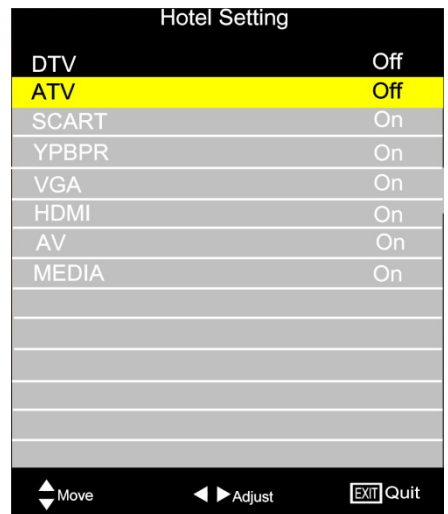 Hotel Setting
DTV Off
ATV Off
SCART On
YPBPR On
VGA On
HDMI On
AV On
MEDIA On
Move Adjust EXIT Quit